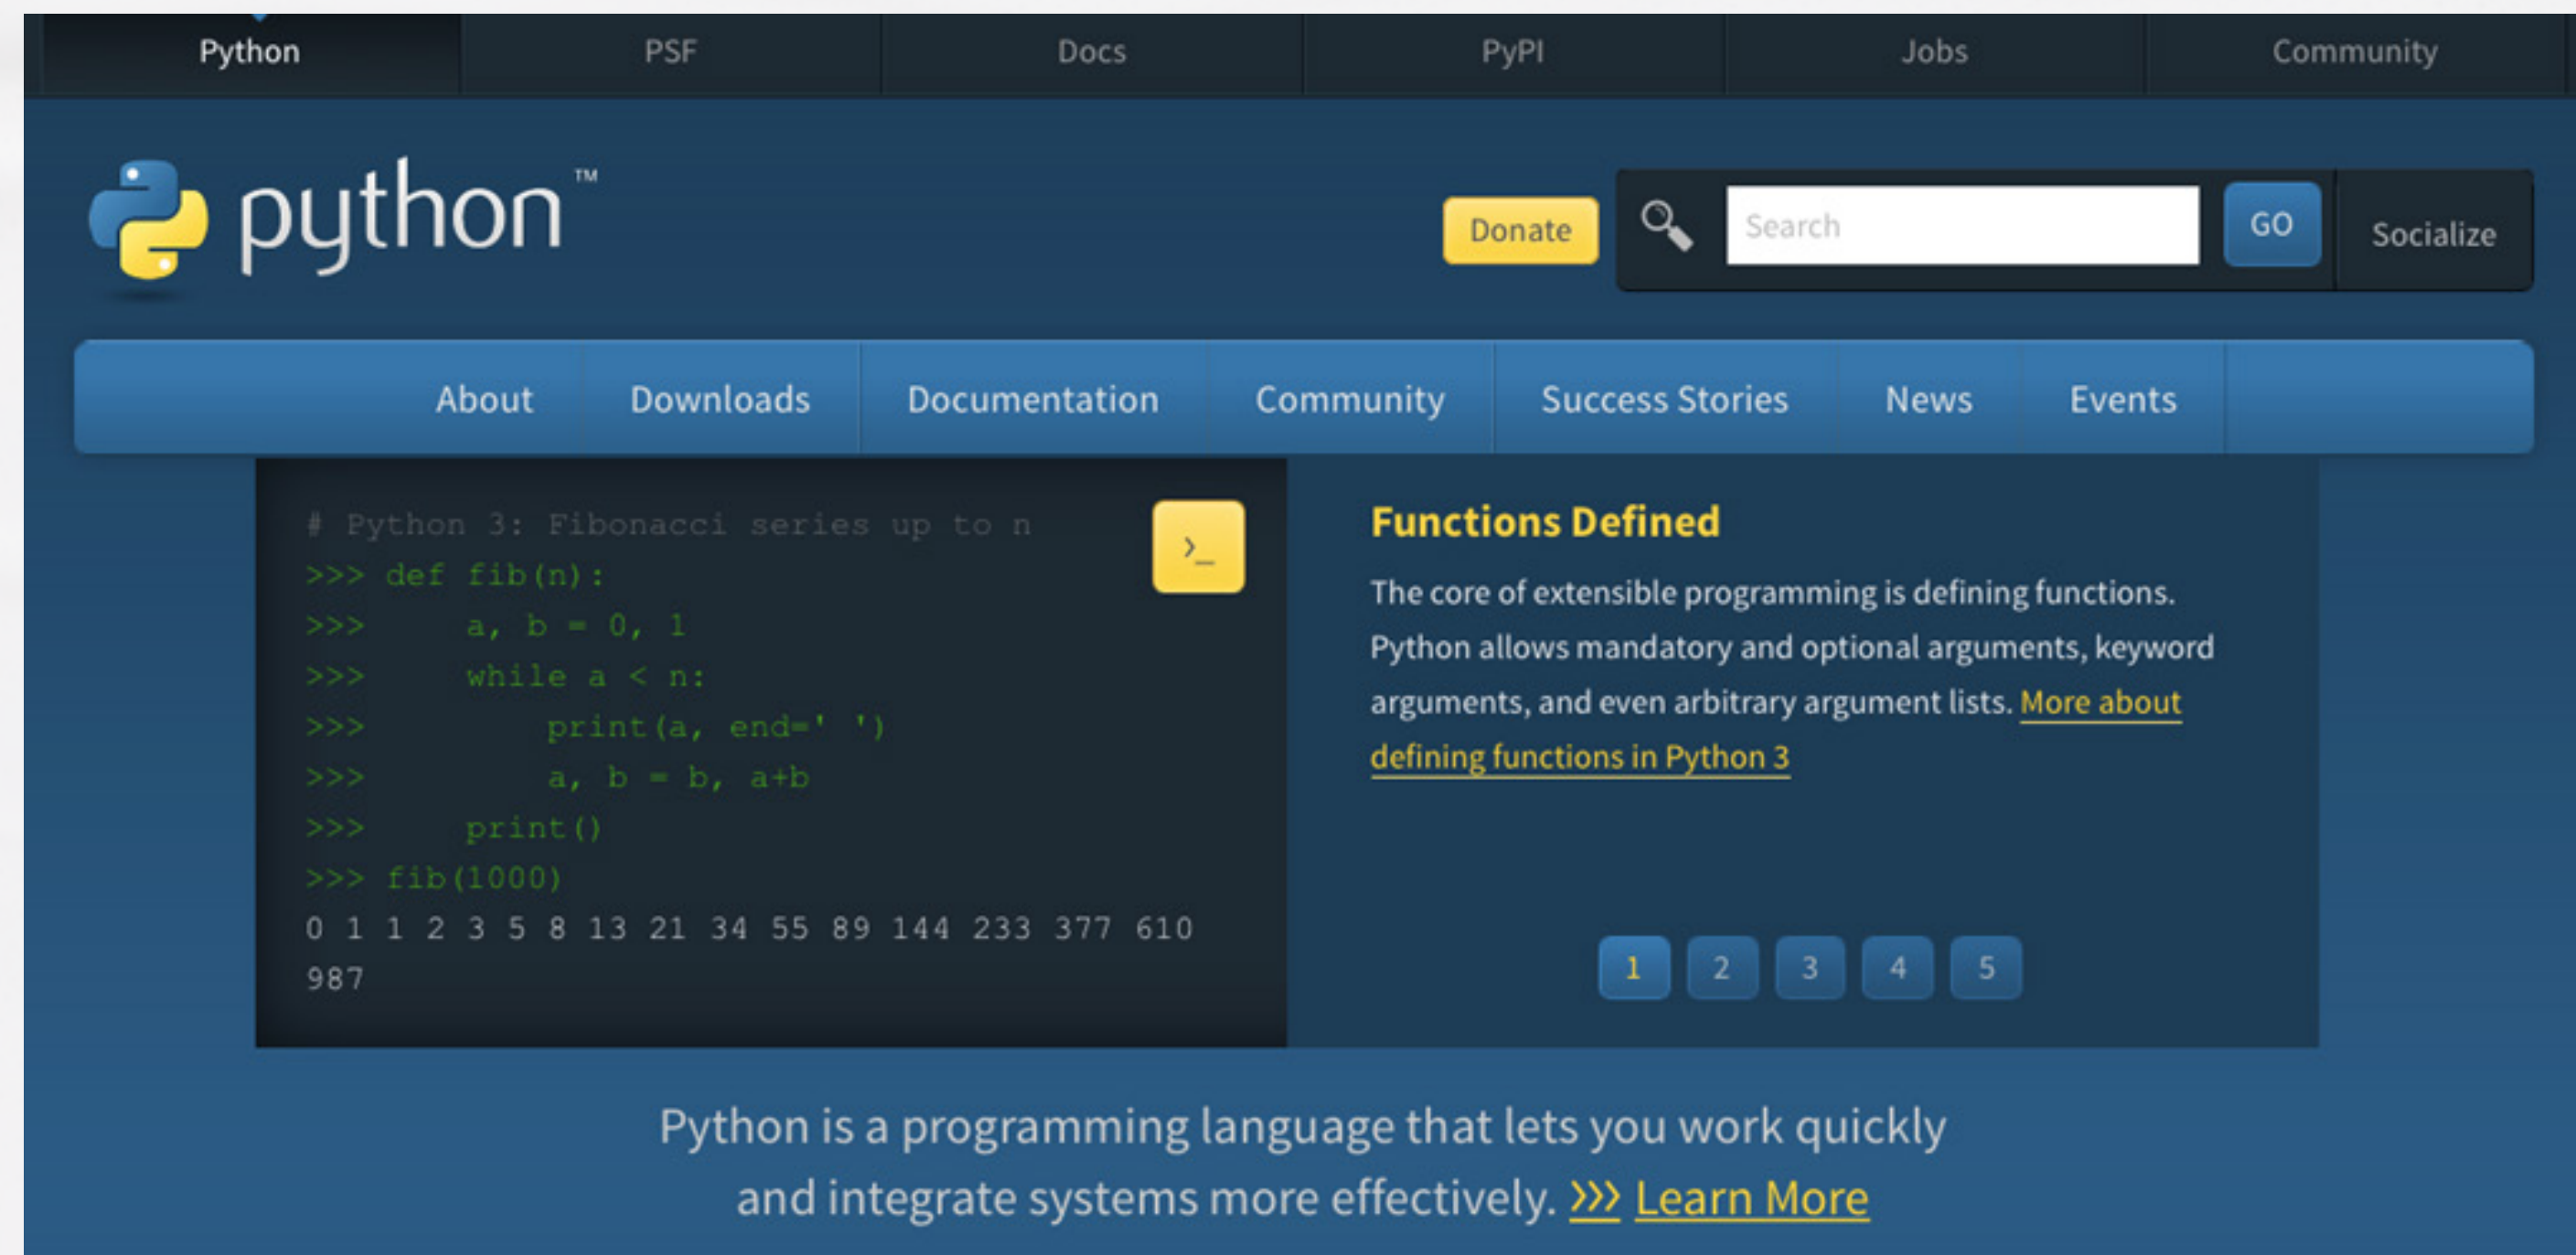 Python PSF Docs PyPI Jobs Community
python™
Donate Search GO Socialize
About Downloads Documentation Community Success Stories News Events
# Python 3: Fibonacci series up to n
>>> def fib(n):
>>>     a, b = 0, 1
>>>     while a < n:
>>>         print(a, end=' ')
>>>         a, b = b, a+b
>>>     print()
>>> fib(1000)
0 1 1 2 3 5 8 13 21 34 55 89 144 233 377 610
987
>_
Functions Defined
The core of extensible programming is defining functions.
Python allows mandatory and optional arguments, keyword
arguments, and even arbitrary argument lists. More about
defining functions in Python 3
1 2 3 4 5
Python is a programming language that lets you work quickly
and integrate systems more effectively. >>> Learn More